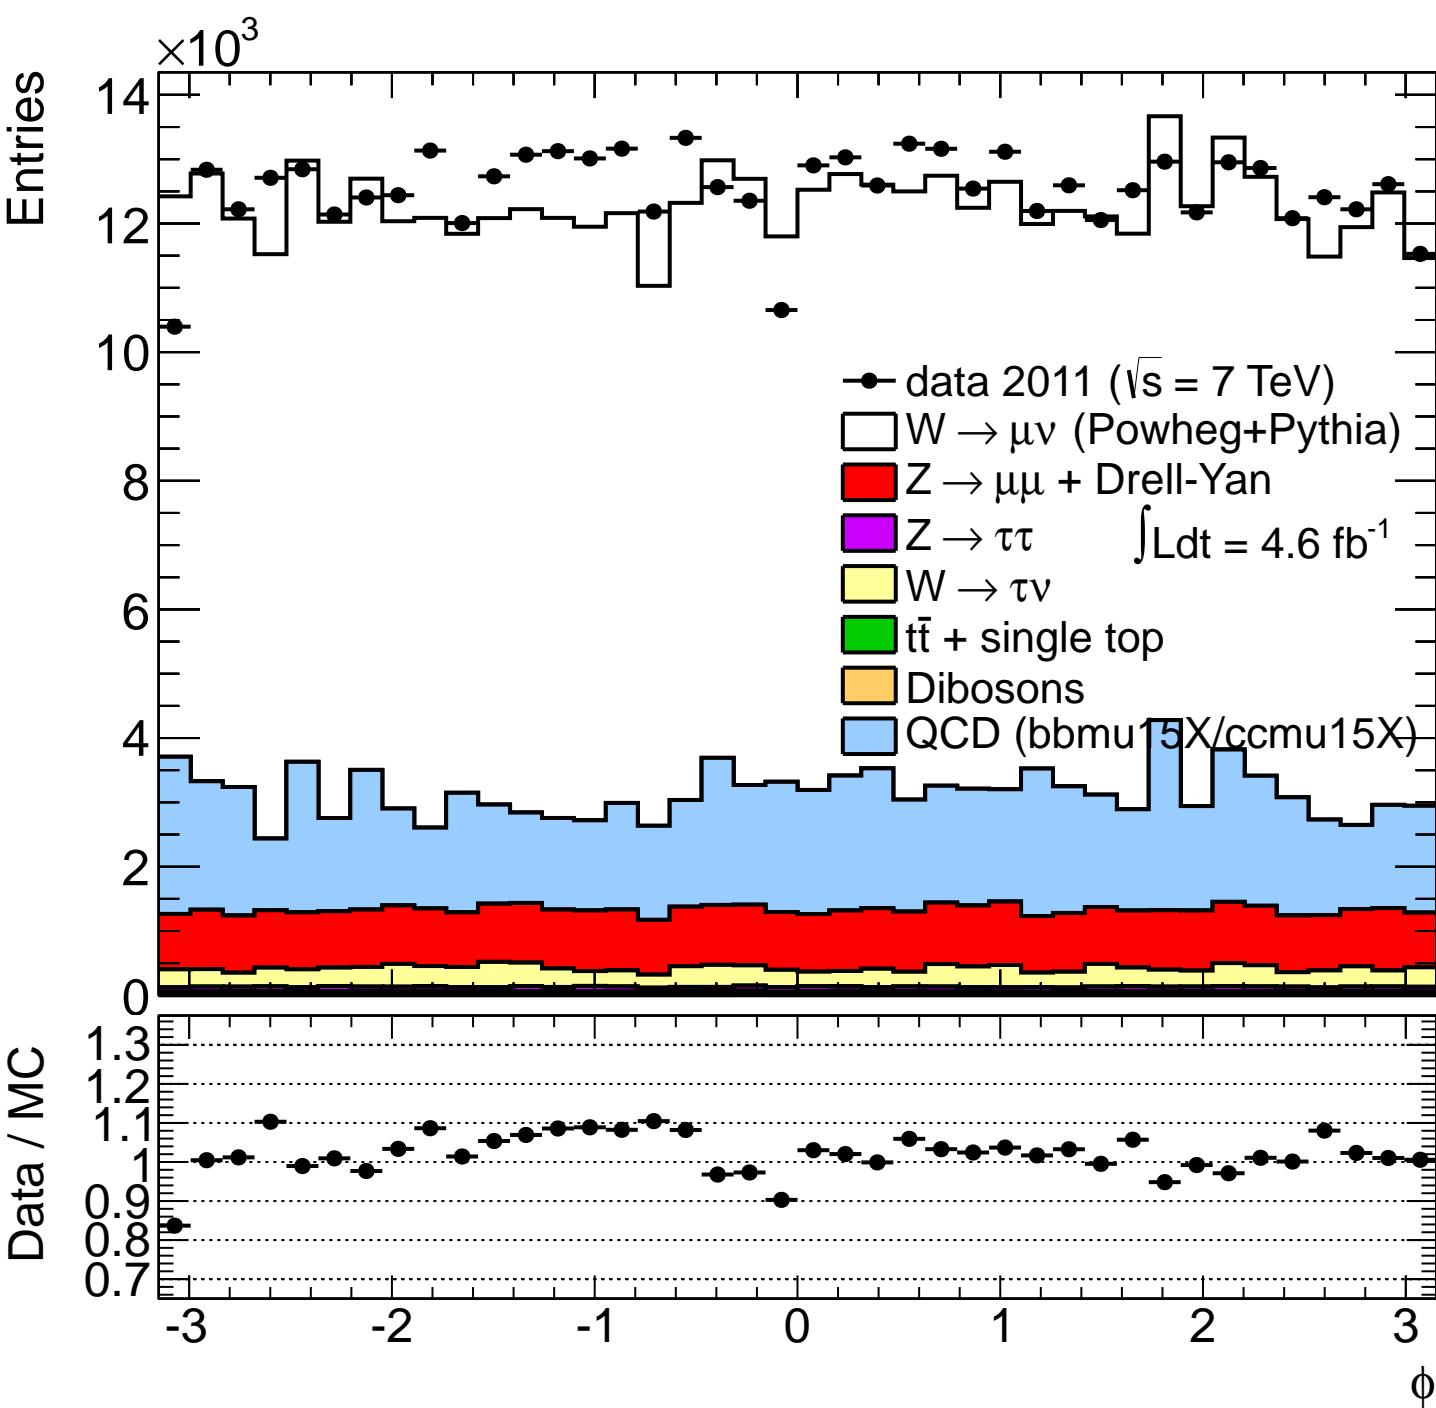 ×10³
Entries
14
12
10
8
6
4
2
0
data 2011 (√s = 7 TeV)
W → μν (Powheg+Pythia)
Z → μμ + Drell-Yan
Z → ττ
∫Ldt = 4.6 fb⁻¹
W → τν
tt̄ + single top
Dibosons
QCD (bbmu15X/ccmu15X)
Data / MC
1.3
1.2
1.1
1
0.9
0.8
0.7
-3 -2 -1 0 1 2 3
ϕ